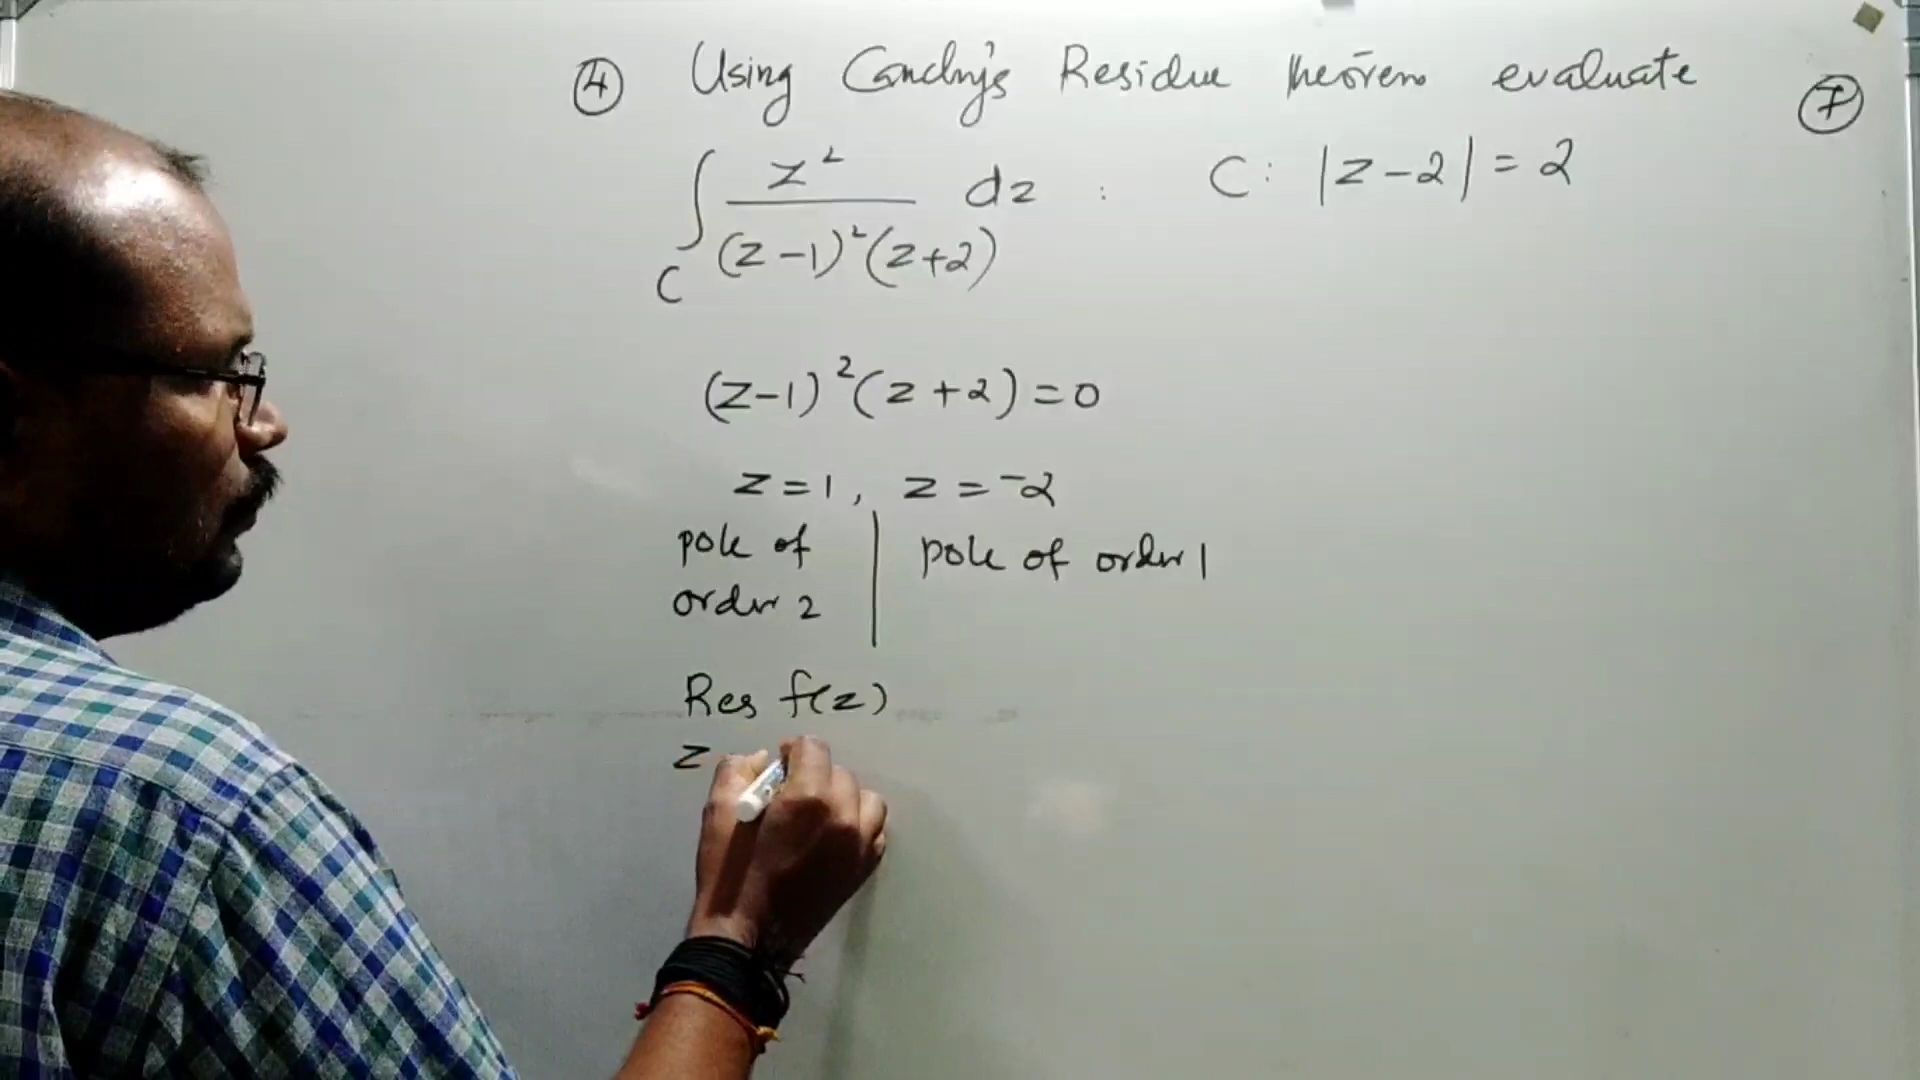 ④ Using Cauchy's Residue theorem evaluate ⑦
∫_C z²/((z-1)²(z+2)) dz : C: |z-2| = 2
(z-1)²(z+2) = 0
z = 1, z = -2
pole of order 2 | pole of order 1
Res f(z)
z